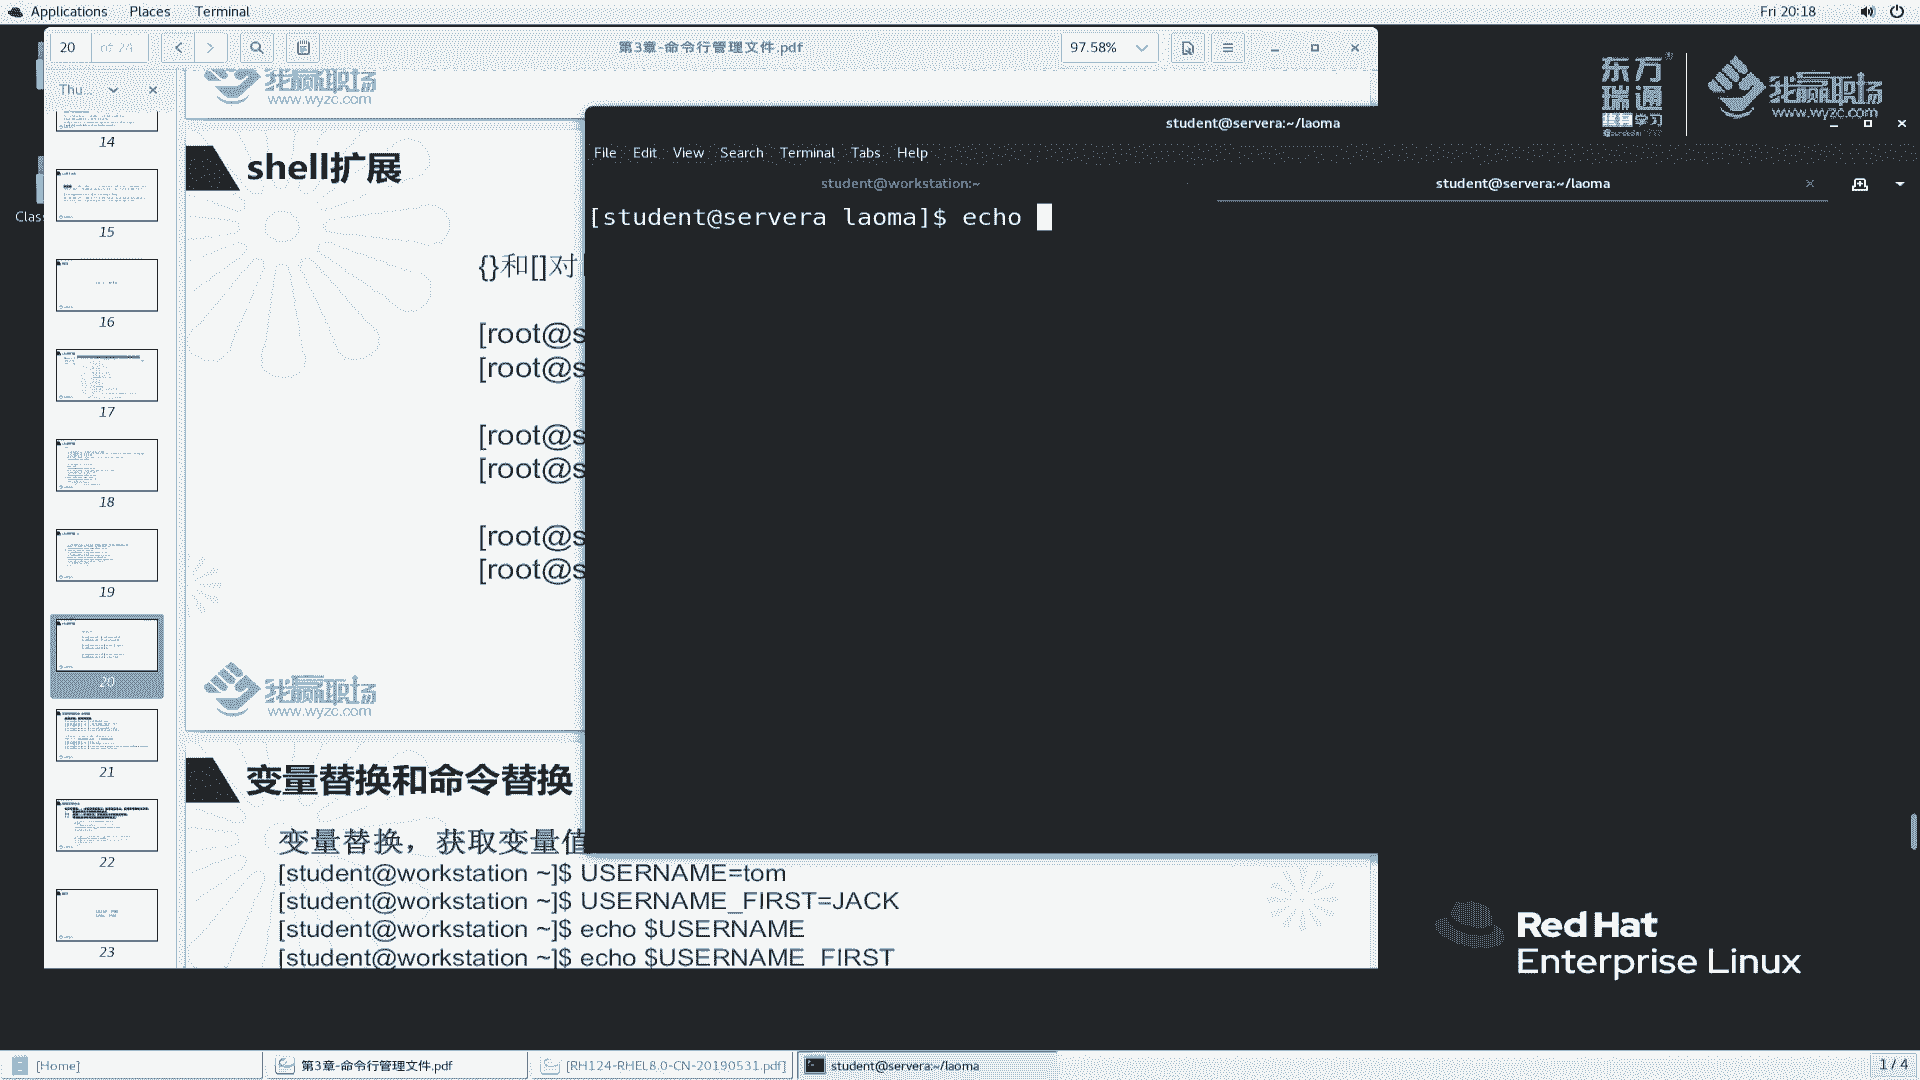 Applications Places Terminal
Fri 20:18
20 of 24
第3章-命令行管理文件.pdf
97.58%
Thu...
14
15
16
17
18
19
20
21
22
23
我赢职场
www.wyzc.com
shell扩展
{}和[]对
[root@s
[root@s
[root@s
[root@s
[root@s
[root@s
我赢职场
www.wyzc.com
变量替换和命令替换
变量替换，获取变量值
[student@workstation ~]$ USERNAME=tom
[student@workstation ~]$ USERNAME_FIRST=JACK
[student@workstation ~]$ echo $USERNAME
[student@workstation ~]$ echo $USERNAME_FIRST
Clas
student@servera:~/laoma
File Edit View Search Terminal Tabs Help
student@workstation:~
student@servera:~/laoma
[student@servera laoma]$ echo
东方瑞通
终身学习
我赢职场
www.wyzc.com
Red Hat
Enterprise Linux
[Home]
第3章-命令行管理文件.pdf
[RH124-RHEL8.0-CN-20190531.pdf]
student@servera:~/laoma
1 / 4